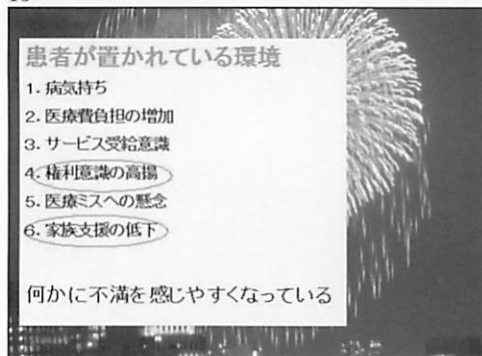 患者が置かれている環境
1. 病気持ち
2. 医療費負担の増加
3. サービス受給意識
4. 権利意識の高揚
5. 医療ミスへの懸念
6. 家族支援の低下
何かに不満を感じやすくなっている